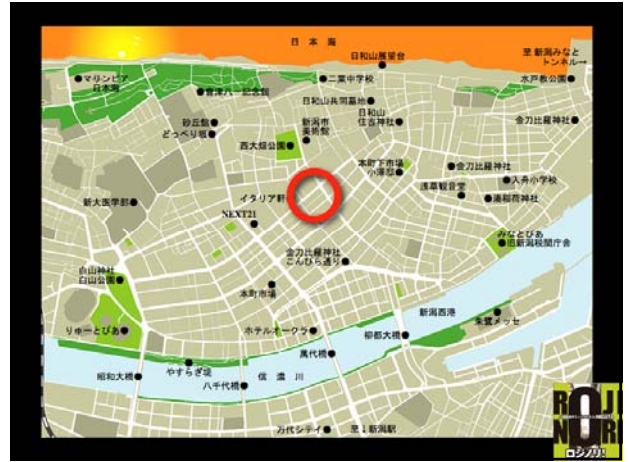 日本海
日和山展望台
至新潟みなと
トンネル→
マリンピア
日本海
會津八一記念館
二葉中学校
水戸教公園
日和山共同墓地
砂丘館
どっぺり坂
新潟市
美術館
日和山
住吉神社
金刀比羅神社
西大畑公園
本町下市場
小澤邸
金刀比羅神社
入舟小学校
イタリア軒
浅草観音堂
湊稲荷神社
新大医学部
NEXT21
みなとぴあ
旧新潟税関庁舎
金刀比羅神社
こんぴら通り
白山神社
白山公園
本町市場
新潟西港
朱鷺メッセ
りゅーとぴあ
ホテルオークラ
柳都大橋
萬代橋
やすらぎ堤
昭和大橋
八千代橋
信濃川
万代シティ
至↓新潟駅
ROJI
NORI
ロジノリ!